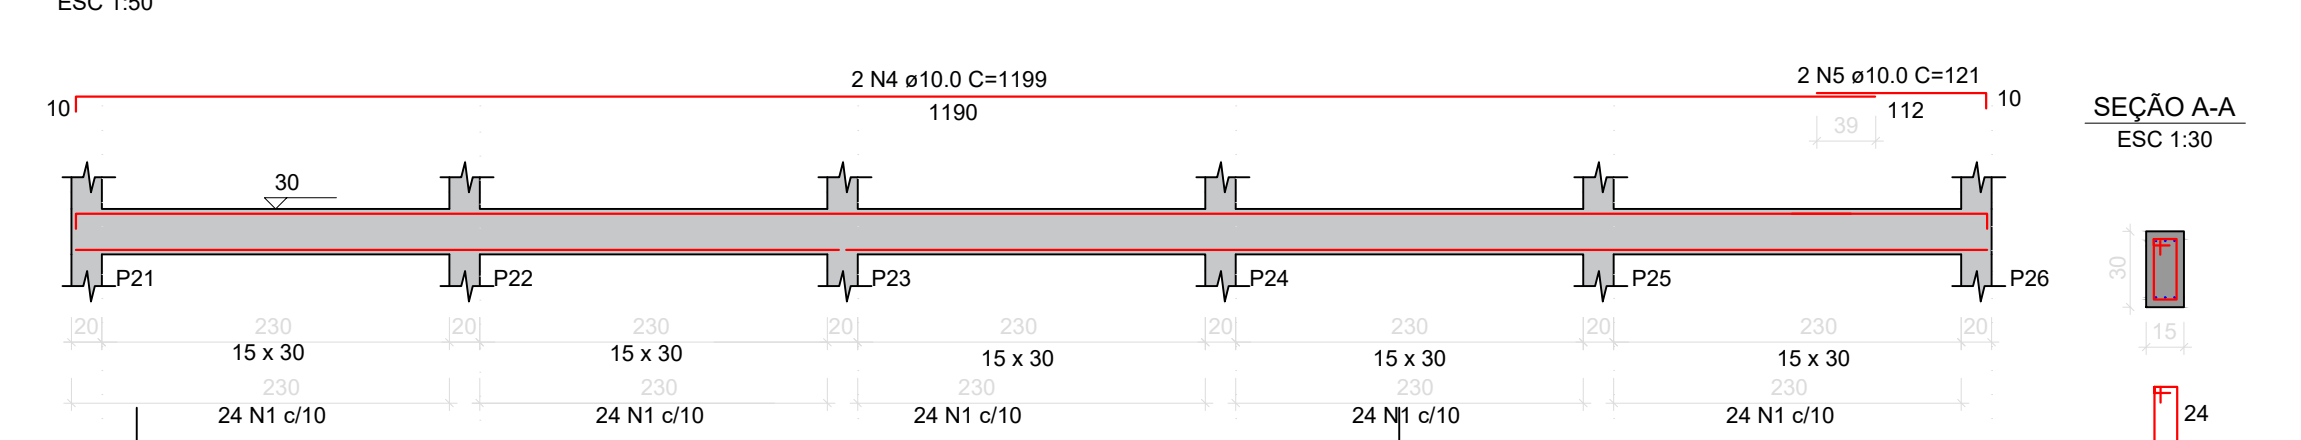 ESC 1:50
2 N4 ø10.0 C=1199
2 N5 ø10.0 C=121
10
1190
112
10
39
SEÇÃO A-A
ESC 1:30
30
P21
P22
P23
P24
P25
P26
30
20
230
20
230
20
230
20
230
20
230
20
15
15 x 30
15 x 30
15 x 30
15 x 30
15 x 30
230
230
230
230
230
24 N1 c/10
24 N1 c/10
24 N1 c/10
24 N1 c/10
24 N1 c/10
24